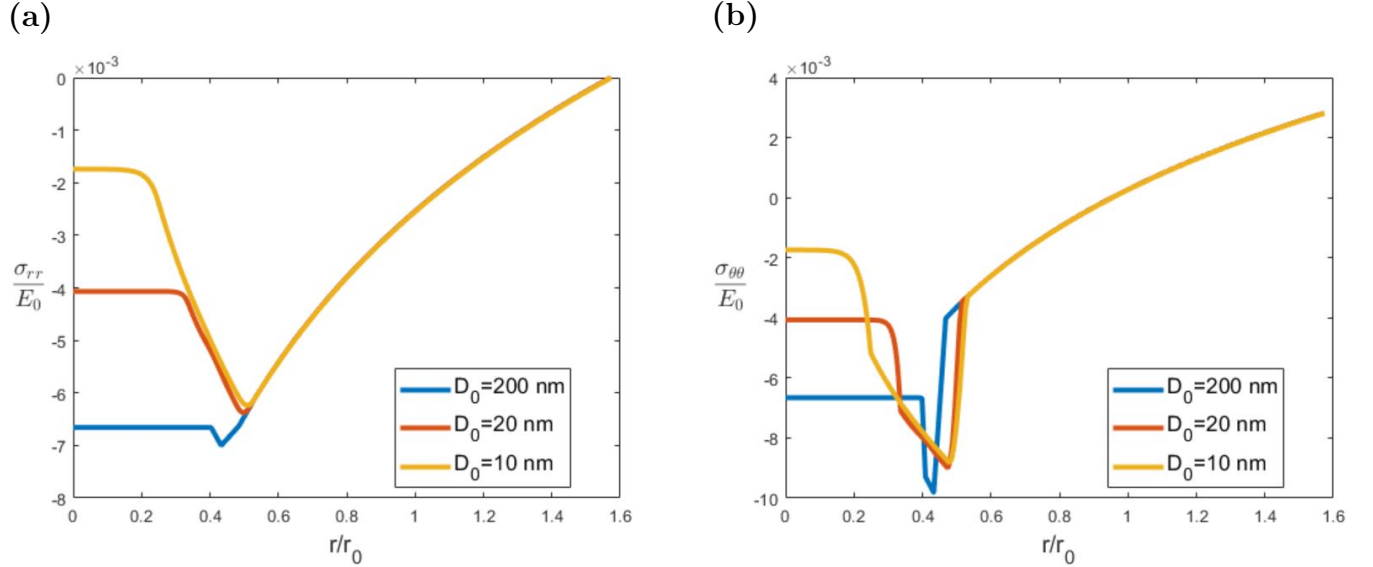 (a)
×10⁻³
0
-1
-2
-3
-4
-5
-6
-7
-8
σrr
E₀
D₀=200 nm
D₀=20 nm
D₀=10 nm
0 0.2 0.4 0.6 0.8 1 1.2 1.4 1.6
r/r₀
(b)
×10⁻³
4
2
0
-2
-4
-6
-8
-10
σθθ
E₀
D₀=200 nm
D₀=20 nm
D₀=10 nm
0 0.2 0.4 0.6 0.8 1 1.2 1.4 1.6
r/r₀